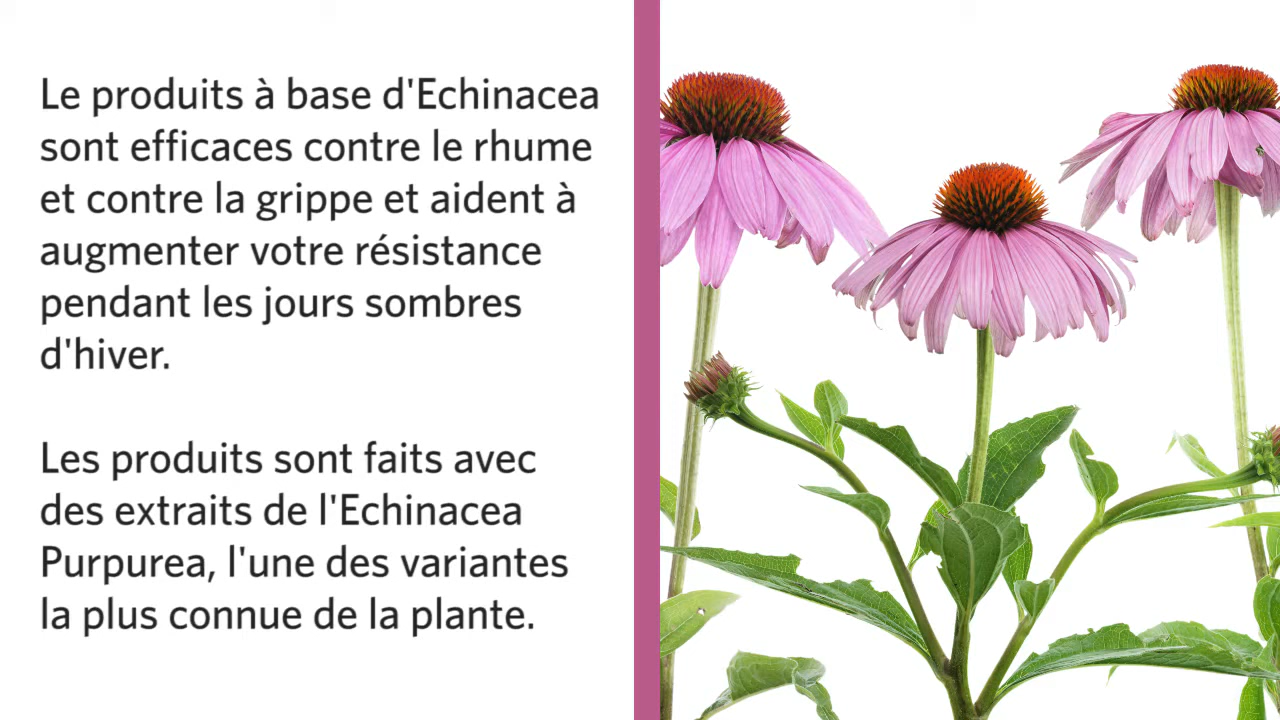 Le produits à base d'Echinacea
sont efficaces contre le rhume
et contre la grippe et aident à
augmenter votre résistance
pendant les jours sombres
d'hiver.
Les produits sont faits avec
des extraits de l'Echinacea
Purpurea, l'une des variantes
la plus connue de la plante.